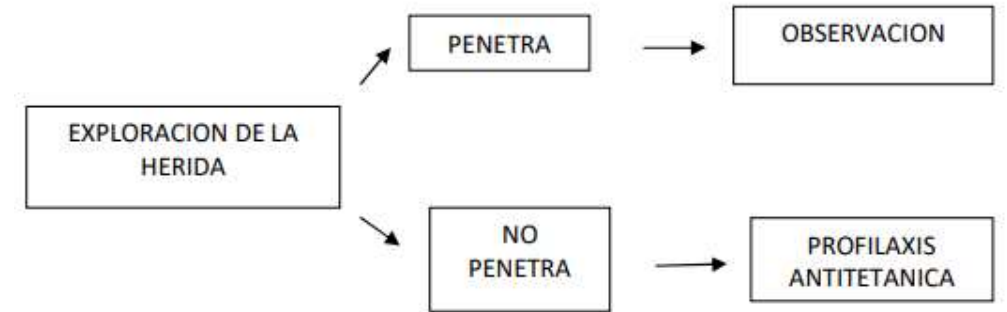 PENETRA
OBSERVACION
EXPLORACION DE LA
HERIDA
NO
PENETRA
PROFILAXIS
ANTITETANICA